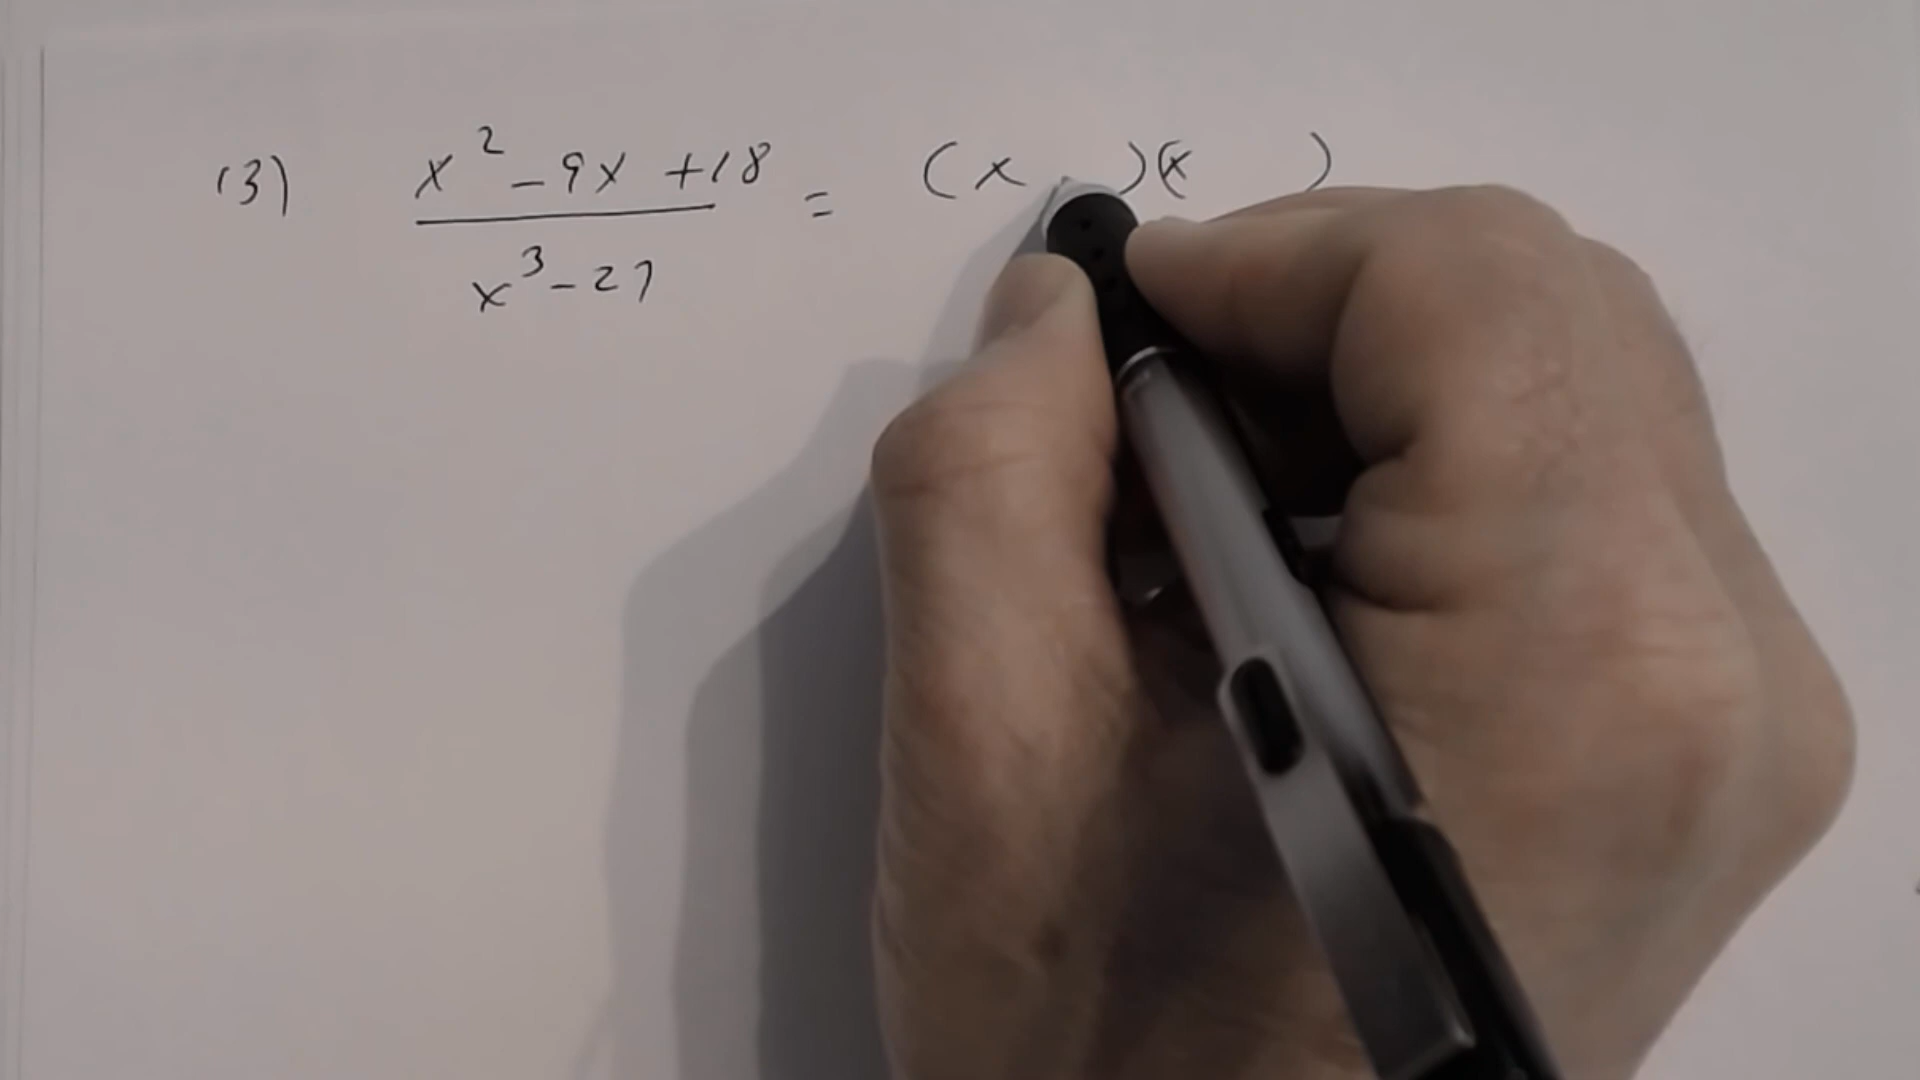 (3) x² - 9x + 18 = (x )(x )
x³ - 27